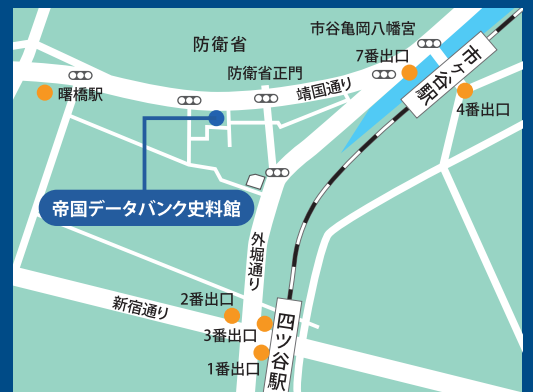 市谷亀岡八幡宮
防衛省
7番出口
市ヶ谷駅
防衛省正門
靖国通り
曙橋駅
4番出口
帝国データバンク史料館
外堀通り
2番出口
新宿通り
3番出口
四ツ谷駅
1番出口